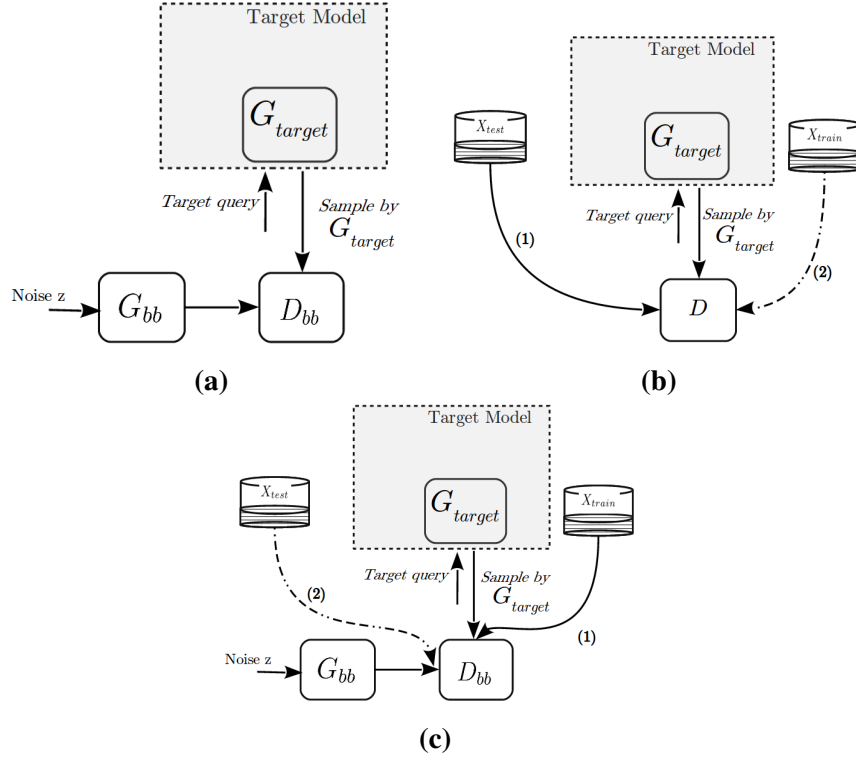 Target Model
G_target
Target query
Sample by
G_target
Noise z
G_bb
D_bb
(a)
Target Model
X_test
X_train
G_target
Target query
Sample by
G_target
(1)
(2)
D
(b)
Target Model
X_test
X_train
G_target
Target query
Sample by
G_target
(2)
(1)
Noise z
G_bb
D_bb
(c)